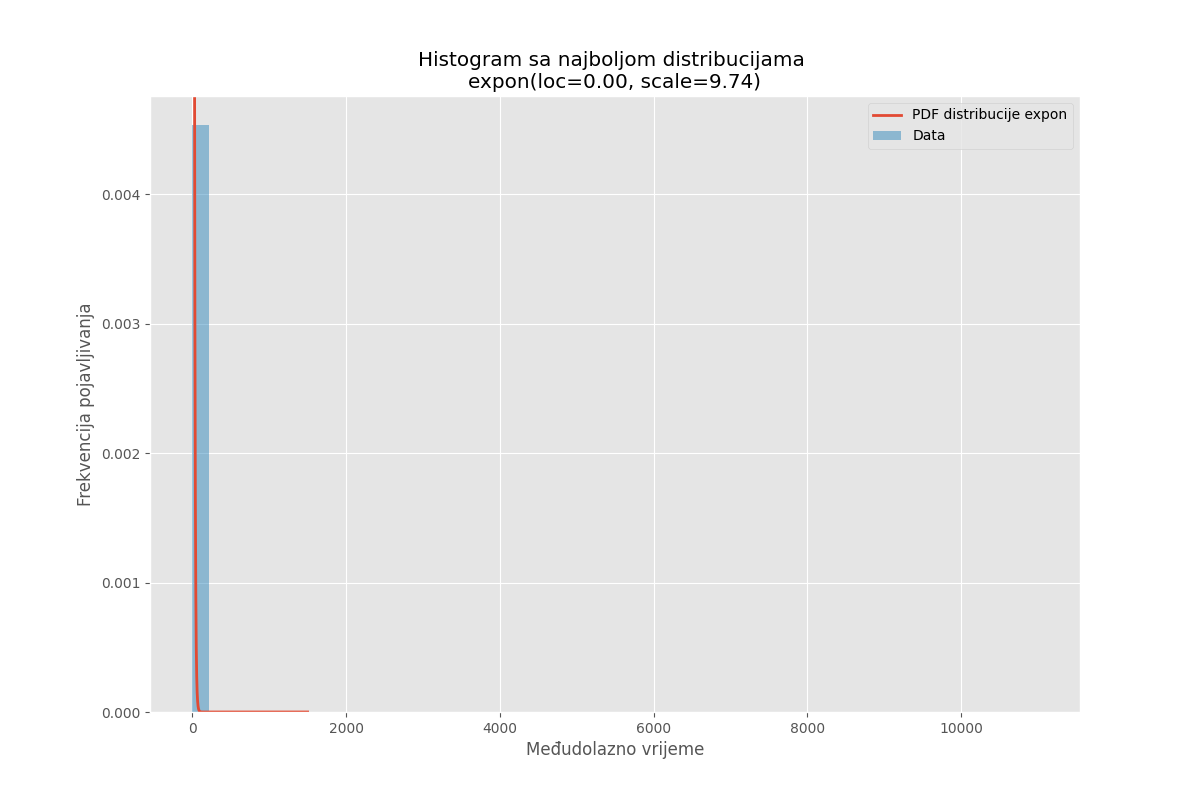 Histogram sa najboljom distribucijama
expon(loc=0.00, scale=9.74)
PDF distribucije expon
Data
0.004
0.003
0.002
0.001
0.000
Frekvencija pojavljivanja
0
2000
4000
6000
8000
10000
Međudolazno vrijeme